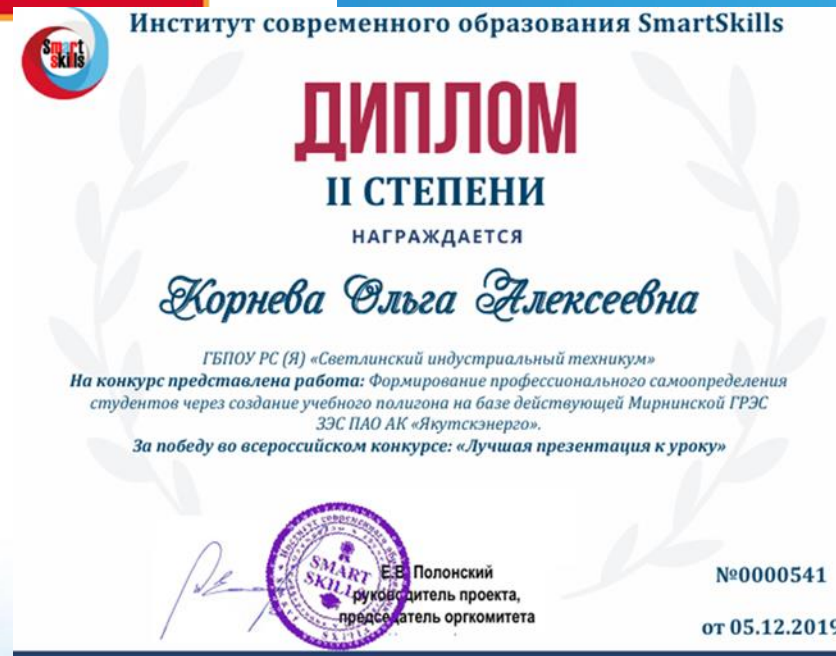 Институт современного образования SmartSkills
Smart
skills
ДИПЛОМ
II СТЕПЕНИ
НАГРАЖДАЕТСЯ
Корнева Ольга Алексеевна
ГБПОУ РС (Я) «Светлинский индустриальный техникум»
На конкурс представлена работа: Формирование профессионального самоопределения
студентов через создание учебного полигона на базе действующей Мирнинской ГРЭС
ЗЭС ПАО АК «Якутскэнерго».
За победу во всероссийском конкурсе: «Лучшая презентация к уроку»
SMART
SKILLS
Е.В. Полонский
руководитель проекта,
председатель оргкомитета
№0000541
от 05.12.2019